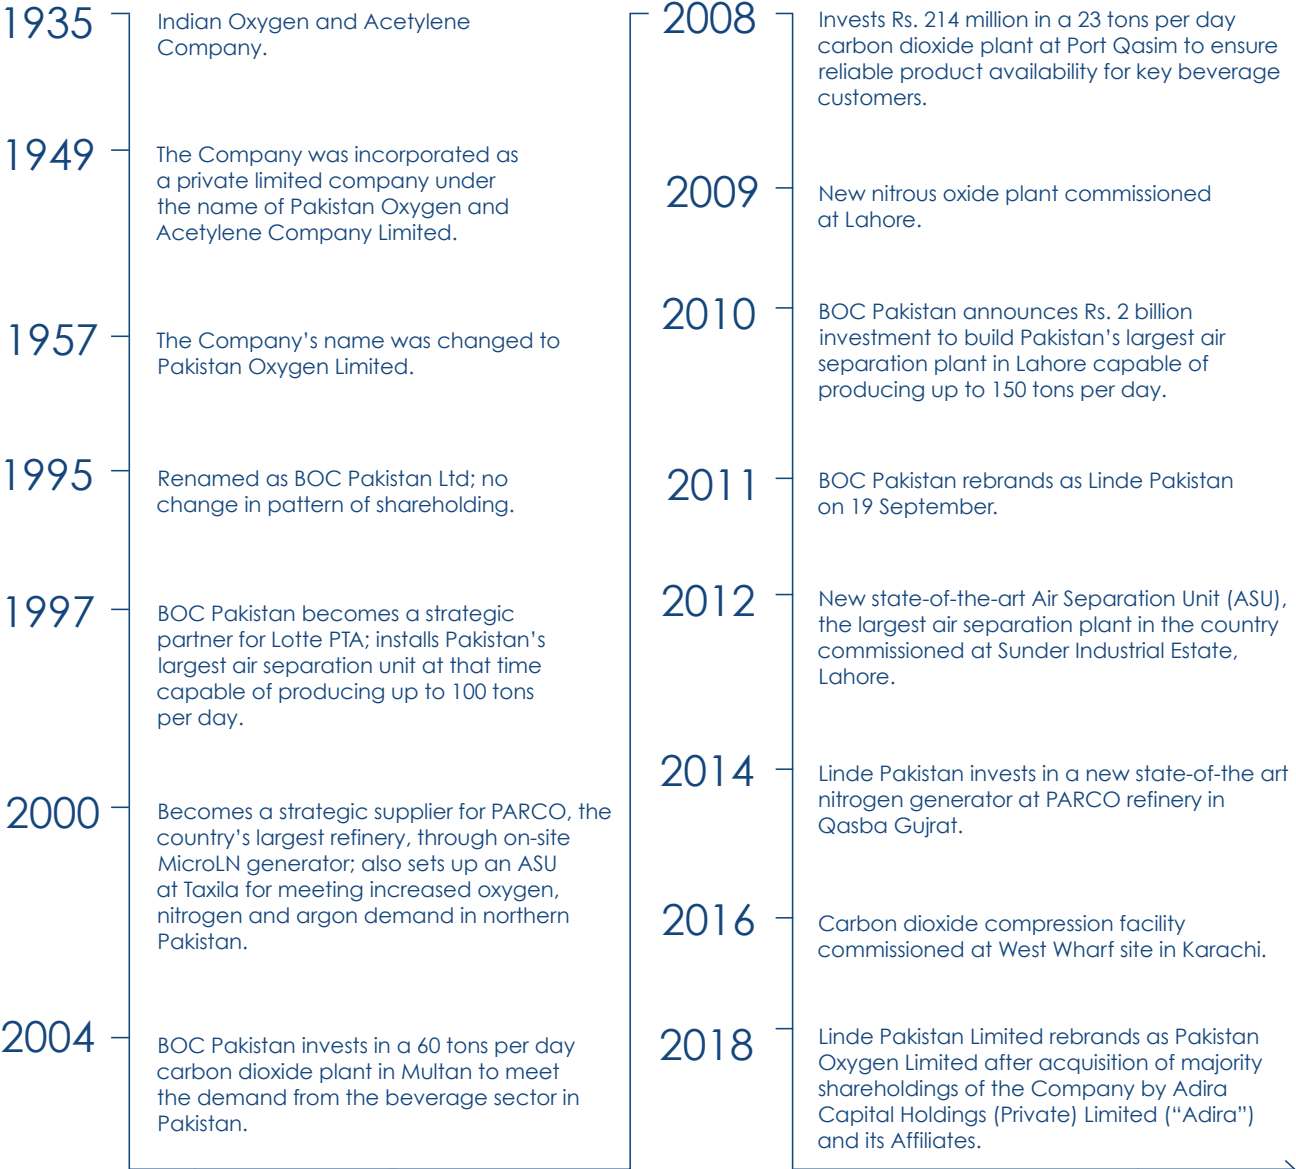 1935
Indian Oxygen and Acetylene
Company.
1949
The Company was incorporated as
a private limited company under
the name of Pakistan Oxygen and
Acetylene Company Limited.
1957
The Company’s name was changed to
Pakistan Oxygen Limited.
1995
Renamed as BOC Pakistan Ltd; no
change in pattern of shareholding.
1997
BOC Pakistan becomes a strategic
partner for Lotte PTA; installs Pakistan’s
largest air separation unit at that time
capable of producing up to 100 tons
per day.
2000
Becomes a strategic supplier for PARCO, the
country’s largest refinery, through on-site
MicroLN generator; also sets up an ASU
at Taxila for meeting increased oxygen,
nitrogen and argon demand in northern
Pakistan.
2004
BOC Pakistan invests in a 60 tons per day
carbon dioxide plant in Multan to meet
the demand from the beverage sector in
Pakistan.
2008
Invests Rs. 214 million in a 23 tons per day
carbon dioxide plant at Port Qasim to ensure
reliable product availability for key beverage
customers.
2009
New nitrous oxide plant commissioned
at Lahore.
2010
BOC Pakistan announces Rs. 2 billion
investment to build Pakistan’s largest air
separation plant in Lahore capable of
producing up to 150 tons per day.
2011
BOC Pakistan rebrands as Linde Pakistan
on 19 September.
2012
New state-of-the-art Air Separation Unit (ASU),
the largest air separation plant in the country
commissioned at Sunder Industrial Estate,
Lahore.
2014
Linde Pakistan invests in a new state-of-the art
nitrogen generator at PARCO refinery in
Qasba Gujrat.
2016
Carbon dioxide compression facility
commissioned at West Wharf site in Karachi.
2018
Linde Pakistan Limited rebrands as Pakistan
Oxygen Limited after acquisition of majority
shareholdings of the Company by Adira
Capital Holdings (Private) Limited (“Adira”)
and its Affiliates.